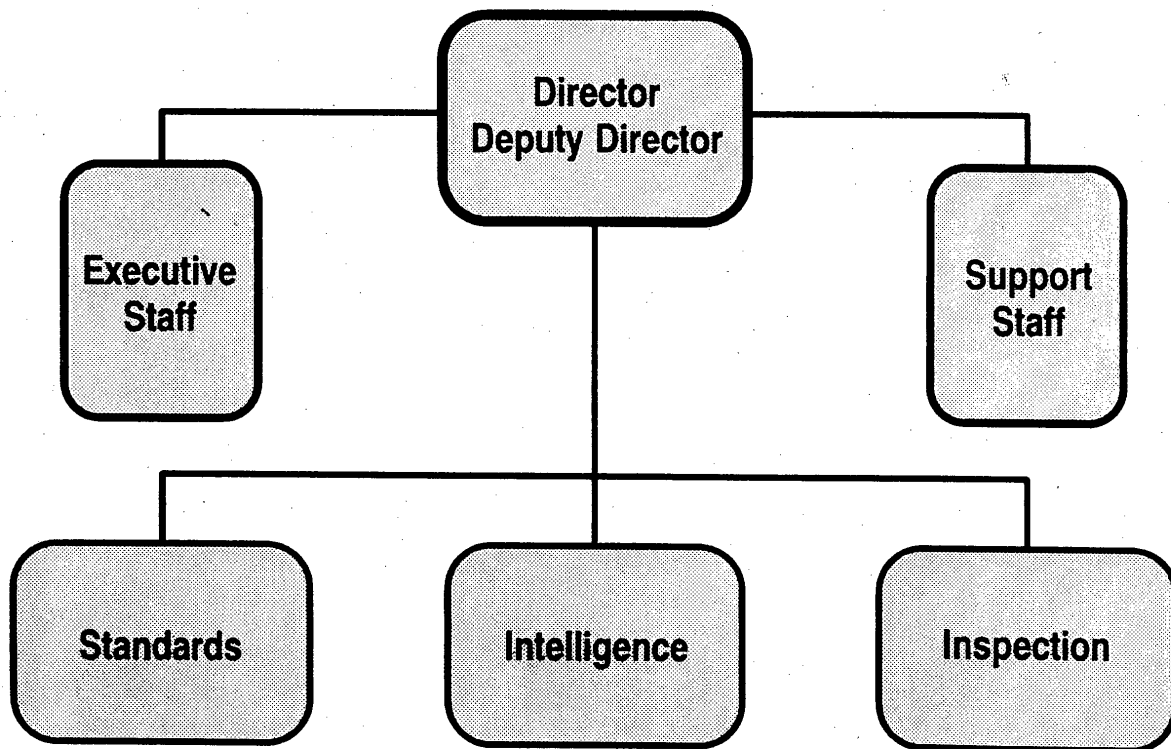 Director
Deputy Director
Executive
Staff
Support
Staff
Standards
Intelligence
Inspection